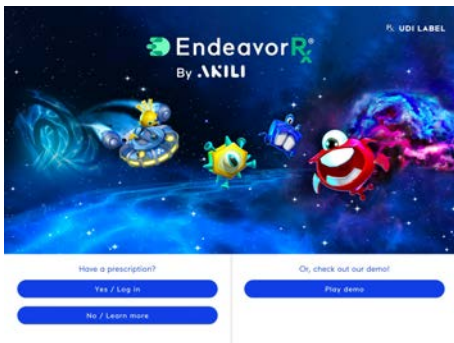 ℞ UDI LABEL
EndeavorRx®
By AKILI
Have a prescription?
Yes / Log in
No / Learn more
Or, check out our demo!
Play demo